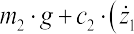 m₂ · g + c₂ · (ż₁